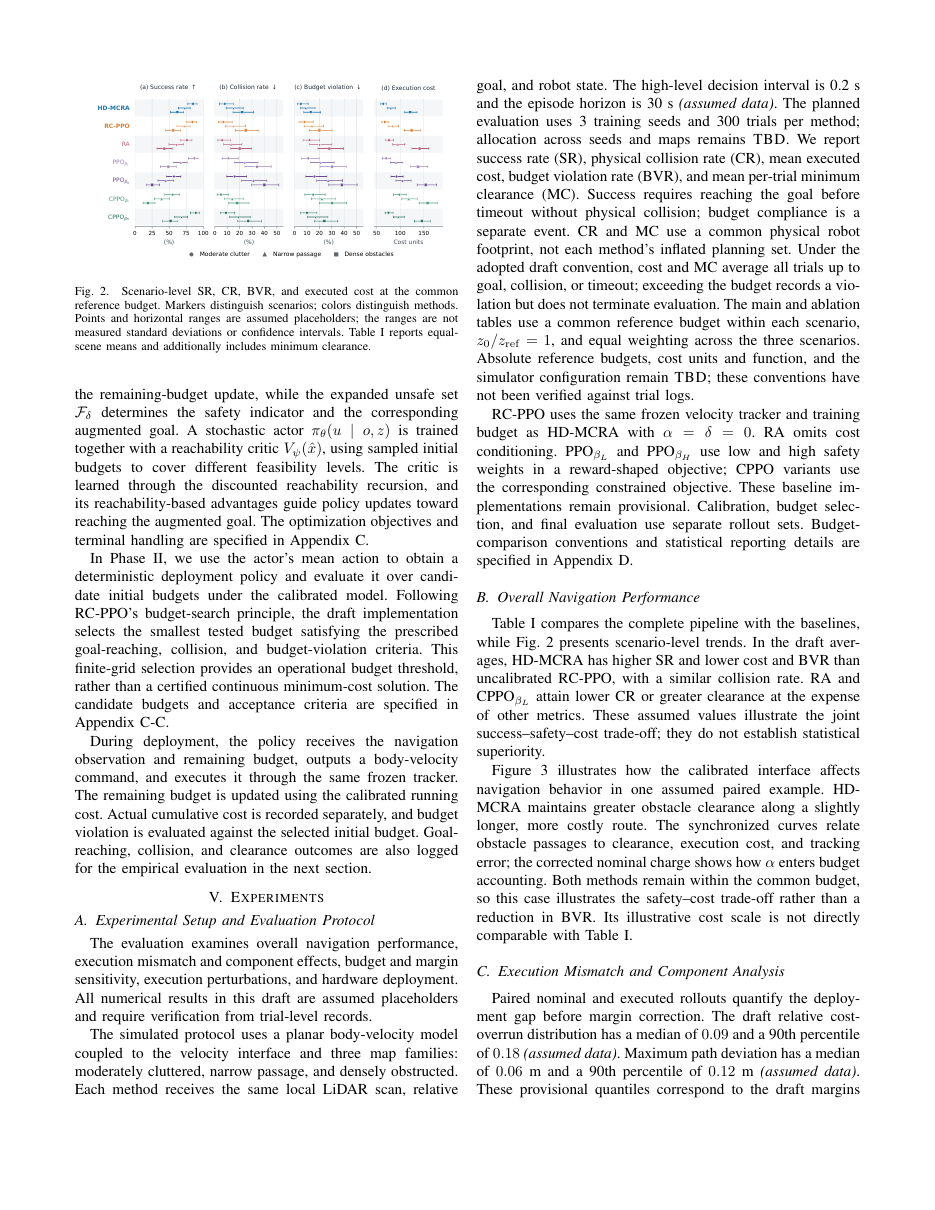 (a) Success rate ↑
(b) Collision rate ↓
(c) Budget violation ↓
(d) Execution cost
HD-MCRA
RC-PPO
RA
PPO
PPO
CPPO
CPPO
0 25 50 75 100
0 10 20 30 40 50
0 10 20 30 40 50
50 100 150
(%)
(%)
(%)
Cost units
● Moderate clutter ▲ Narrow passage ■ Dense obstacles
Fig. 2. Scenario-level SR, CR, BVR, and executed cost at the common
reference budget. Markers distinguish scenarios; colors distinguish methods.
Points and horizontal ranges are assumed placeholders; the ranges are not
measured standard deviations or confidence intervals. Table I reports equal-
scene means and additionally includes minimum clearance.
the remaining-budget update, while the expanded unsafe set
ℱδ determines the safety indicator and the corresponding
augmented goal. A stochastic actor πθ(u | o, z) is trained
together with a reachability critic Vψ(x̂), using sampled initial
budgets to cover different feasibility levels. The critic is
learned through the discounted reachability recursion, and
its reachability-based advantages guide policy updates toward
reaching the augmented goal. The optimization objectives and
terminal handling are specified in Appendix C.
In Phase II, we use the actor's mean action to obtain a
deterministic deployment policy and evaluate it over candi-
date initial budgets under the calibrated model. Following
RC-PPO's budget-search principle, the draft implementation
selects the smallest tested budget satisfying the prescribed
goal-reaching, collision, and budget-violation criteria. This
finite-grid selection provides an operational budget threshold,
rather than a certified continuous minimum-cost solution. The
candidate budgets and acceptance criteria are specified in
Appendix C-C.
During deployment, the policy receives the navigation
observation and remaining budget, outputs a body-velocity
command, and executes it through the same frozen tracker.
The remaining budget is updated using the calibrated running
cost. Actual cumulative cost is recorded separately, and budget
violation is evaluated against the selected initial budget. Goal-
reaching, collision, and clearance outcomes are also logged
for the empirical evaluation in the next section.
V. EXPERIMENTS
A. Experimental Setup and Evaluation Protocol
The evaluation examines overall navigation performance,
execution mismatch and component effects, budget and margin
sensitivity, execution perturbations, and hardware deployment.
All numerical results in this draft are assumed placeholders
and require verification from trial-level records.
The simulated protocol uses a planar body-velocity model
coupled to the velocity interface and three map families:
moderately cluttered, narrow passage, and densely obstructed.
Each method receives the same local LiDAR scan, relative
goal, and robot state. The high-level decision interval is 0.2 s
and the episode horizon is 30 s (assumed data). The planned
evaluation uses 3 training seeds and 300 trials per method;
allocation across seeds and maps remains TBD. We report
success rate (SR), physical collision rate (CR), mean executed
cost, budget violation rate (BVR), and mean per-trial minimum
clearance (MC). Success requires reaching the goal before
timeout without physical collision; budget compliance is a
separate event. CR and MC use a common physical robot
footprint, not each method's inflated planning set. Under the
adopted draft convention, cost and MC average all trials up to
goal, collision, or timeout; exceeding the budget records a vio-
lation but does not terminate evaluation. The main and ablation
tables use a common reference budget within each scenario,
z0/zref = 1, and equal weighting across the three scenarios.
Absolute reference budgets, cost units and function, and the
simulator configuration remain TBD; these conventions have
not been verified against trial logs.
RC-PPO uses the same frozen velocity tracker and training
budget as HD-MCRA with α = δ = 0. RA omits cost
conditioning. PPOβL and PPOβH use low and high safety
weights in a reward-shaped objective; CPPO variants use
the corresponding constrained objective. These baseline im-
plementations remain provisional. Calibration, budget selec-
tion, and final evaluation use separate rollout sets. Budget-
comparison conventions and statistical reporting details are
specified in Appendix D.
B. Overall Navigation Performance
Table I compares the complete pipeline with the baselines,
while Fig. 2 presents scenario-level trends. In the draft aver-
ages, HD-MCRA has higher SR and lower cost and BVR than
uncalibrated RC-PPO, with a similar collision rate. RA and
CPPOβL attain lower CR or greater clearance at the expense
of other metrics. These assumed values illustrate the joint
success–safety–cost trade-off; they do not establish statistical
superiority.
Figure 3 illustrates how the calibrated interface affects
navigation behavior in one assumed paired example. HD-
MCRA maintains greater obstacle clearance along a slightly
longer, more costly route. The synchronized curves relate
obstacle passages to clearance, execution cost, and tracking
error; the corrected nominal charge shows how α enters budget
accounting. Both methods remain within the common budget,
so this case illustrates the safety–cost trade-off rather than a
reduction in BVR. Its illustrative cost scale is not directly
comparable with Table I.
C. Execution Mismatch and Component Analysis
Paired nominal and executed rollouts quantify the deploy-
ment gap before margin correction. The draft relative cost-
overrun distribution has a median of 0.09 and a 90th percentile
of 0.18 (assumed data). Maximum path deviation has a median
of 0.06 m and a 90th percentile of 0.12 m (assumed data).
These provisional quantiles correspond to the draft margins